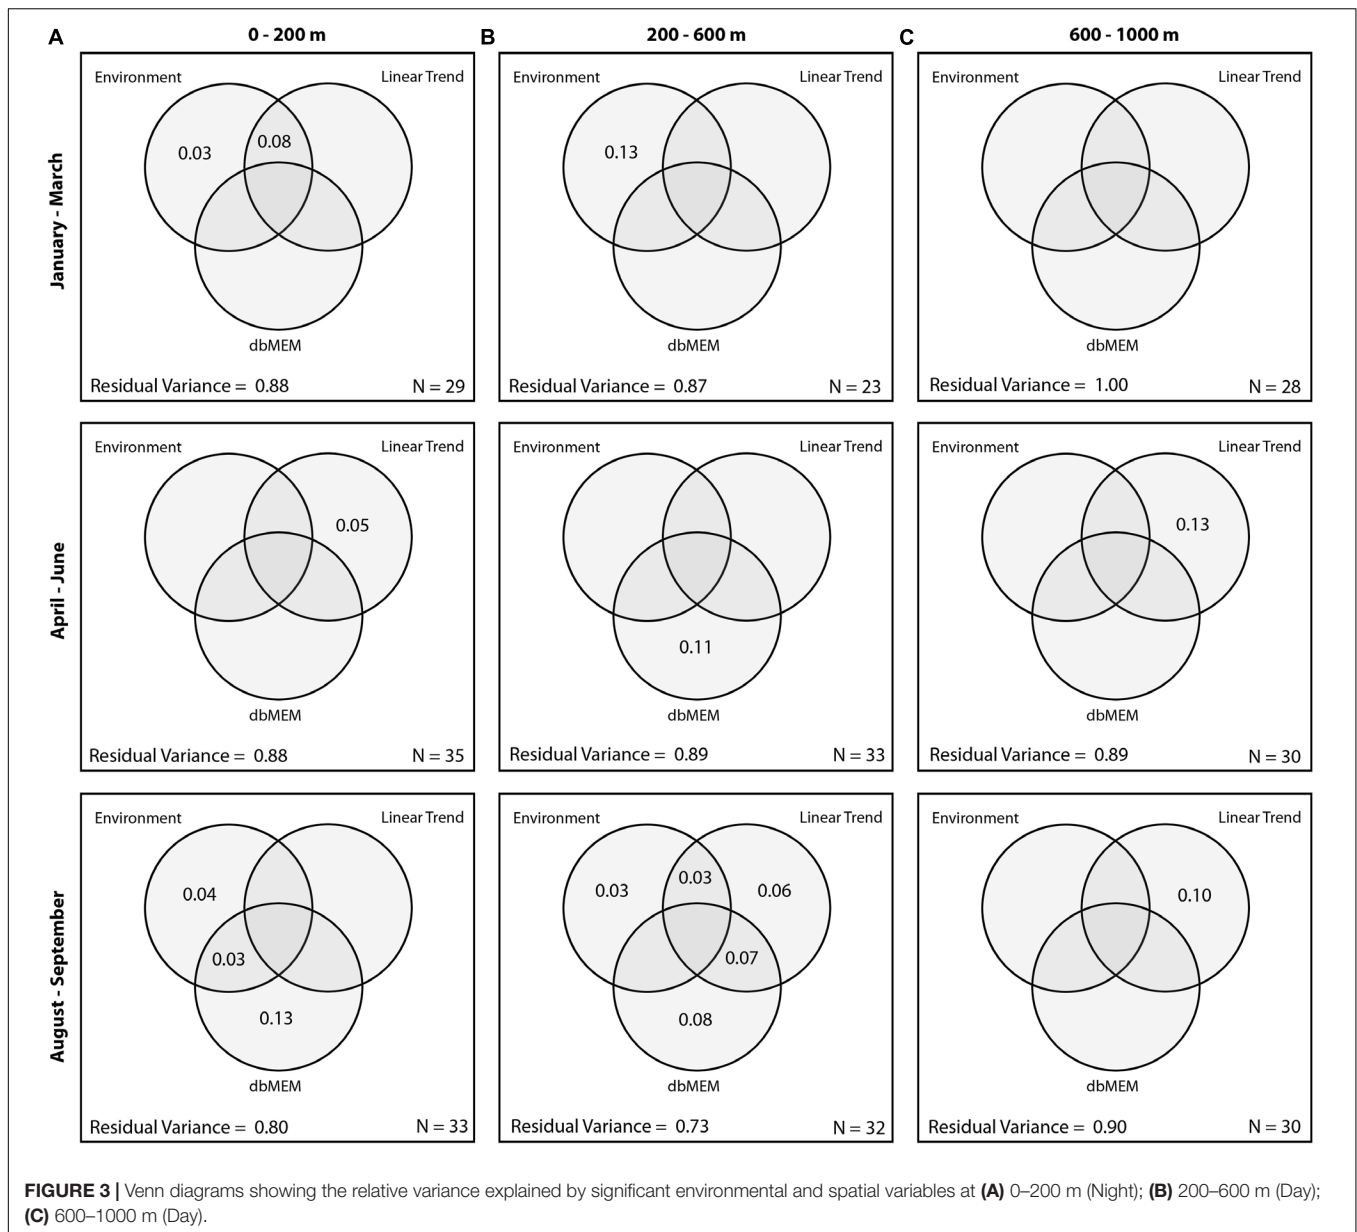 A 0 - 200 m B 200 - 600 m C 600 - 1000 m
January - March
Environment Linear Trend
0.03 0.08
dbMEM
Residual Variance = 0.88 N = 29
Environment Linear Trend
0.13
dbMEM
Residual Variance = 0.87 N = 23
Environment Linear Trend
dbMEM
Residual Variance = 1.00 N = 28
April - June
Environment Linear Trend
0.05
dbMEM
Residual Variance = 0.88 N = 35
Environment Linear Trend
0.11
dbMEM
Residual Variance = 0.89 N = 33
Environment Linear Trend
0.13
dbMEM
Residual Variance = 0.89 N = 30
August - September
Environment Linear Trend
0.04
0.03
0.13
dbMEM
Residual Variance = 0.80 N = 33
Environment Linear Trend
0.03 0.03 0.06
0.07
0.08
dbMEM
Residual Variance = 0.73 N = 32
Environment Linear Trend
0.10
dbMEM
Residual Variance = 0.90 N = 30
FIGURE 3 | Venn diagrams showing the relative variance explained by significant environmental and spatial variables at (A) 0–200 m (Night); (B) 200–600 m (Day);
(C) 600–1000 m (Day).